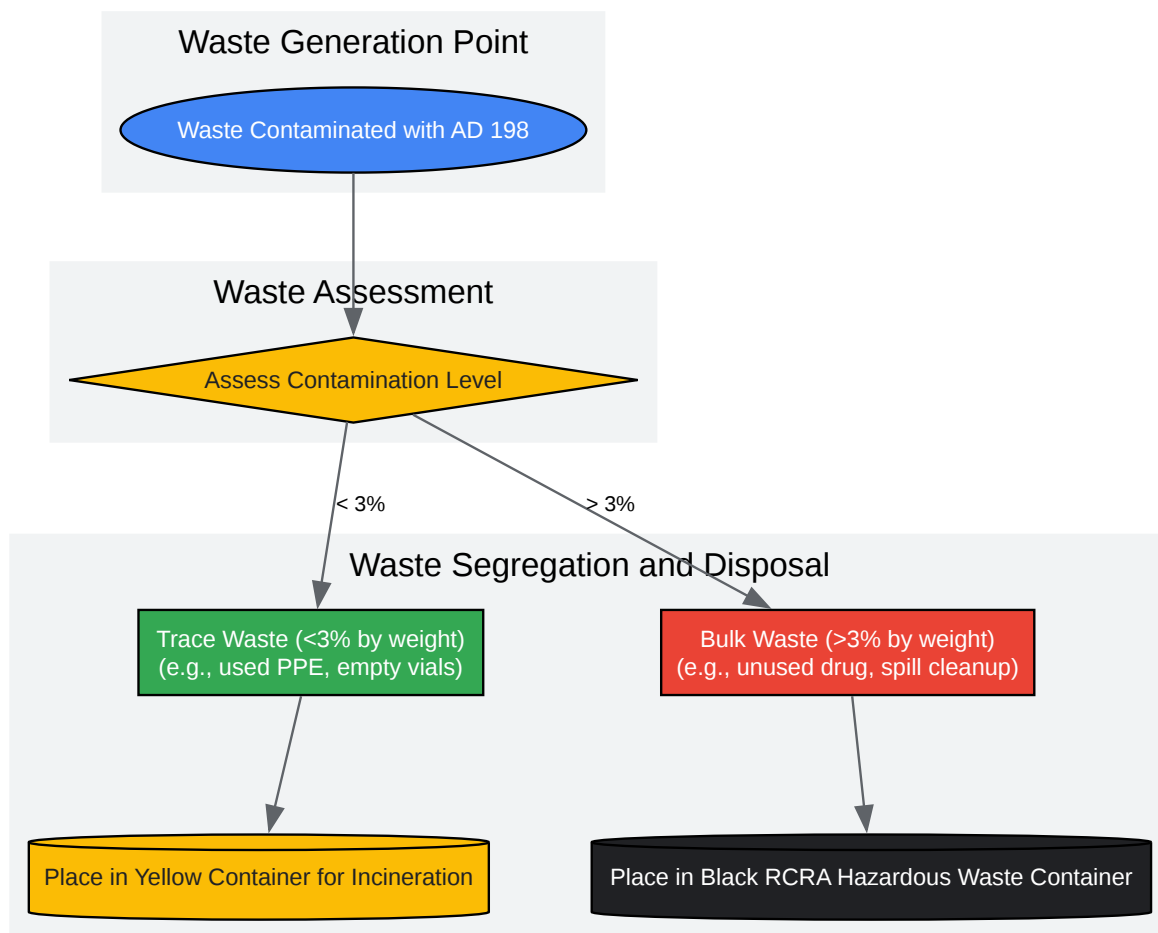 Waste Generation Point
Waste Contaminated with AD 198
Waste Assessment
Assess Contamination Level
< 3%
> 3%
Waste Segregation and Disposal
Trace Waste (<3% by weight)
(e.g., used PPE, empty vials)
Bulk Waste (>3% by weight)
(e.g., unused drug, spill cleanup)
Place in Yellow Container for Incineration
Place in Black RCRA Hazardous Waste Container